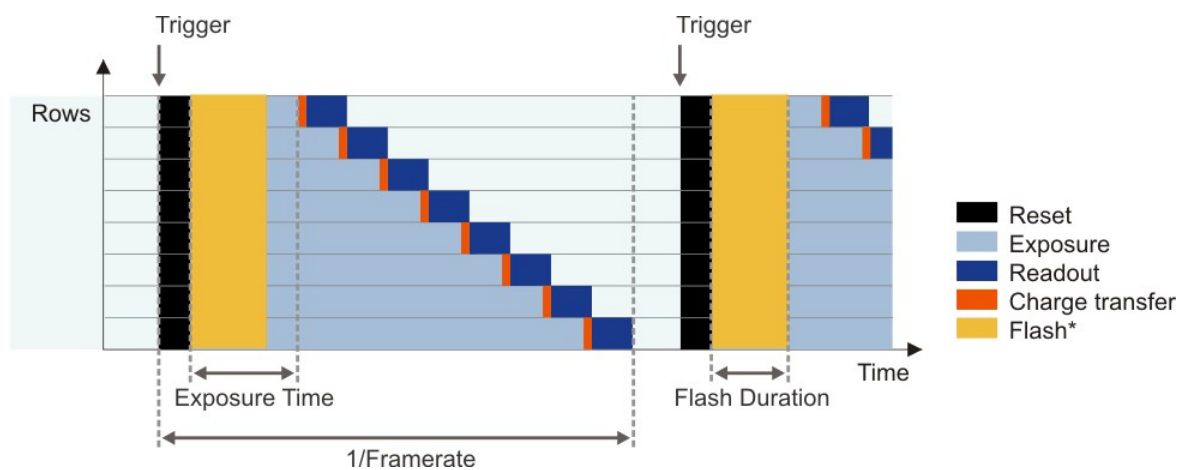 Trigger
Trigger
Rows
Reset
Exposure
Readout
Charge transfer
Flash*
Time
Exposure Time
Flash Duration
1/Framerate